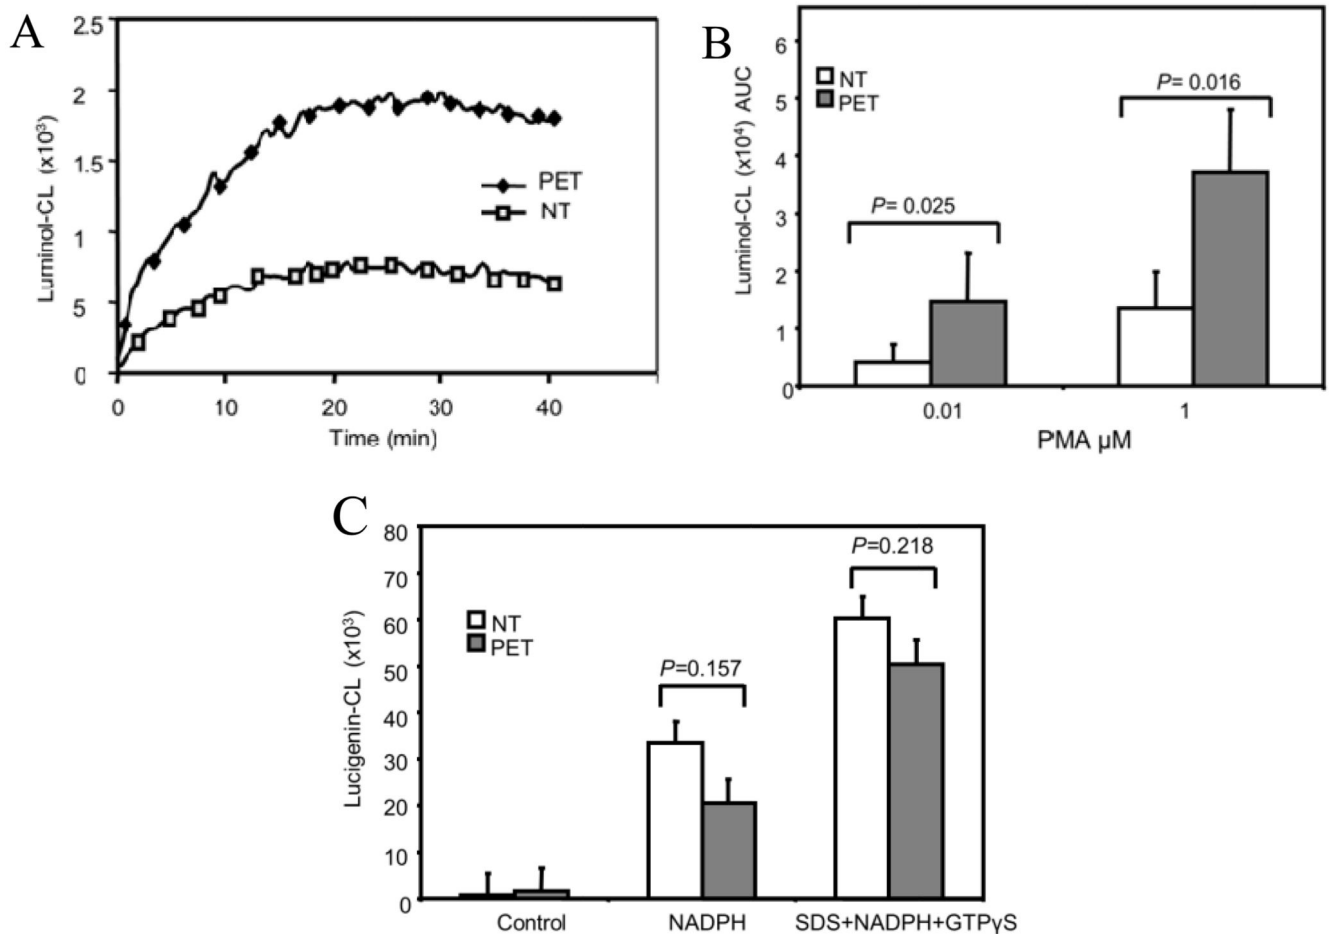 A
Luminol-CL (x10³)
2.5
2
1.5
1
5
0
0 10 20 30 40
Time (min)
PET
NT
B
Luminol-CL (x10⁴) AUC
6
5
4
3
2
1
0
NT
PET
P= 0.025
P= 0.016
0.01 1
PMA µM
C
Lucigenin-CL (x10³)
80
70
60
50
40
30
20
10
0
NT
PET
P=0.157
P=0.218
Control NADPH SDS+NADPH+GTPγS